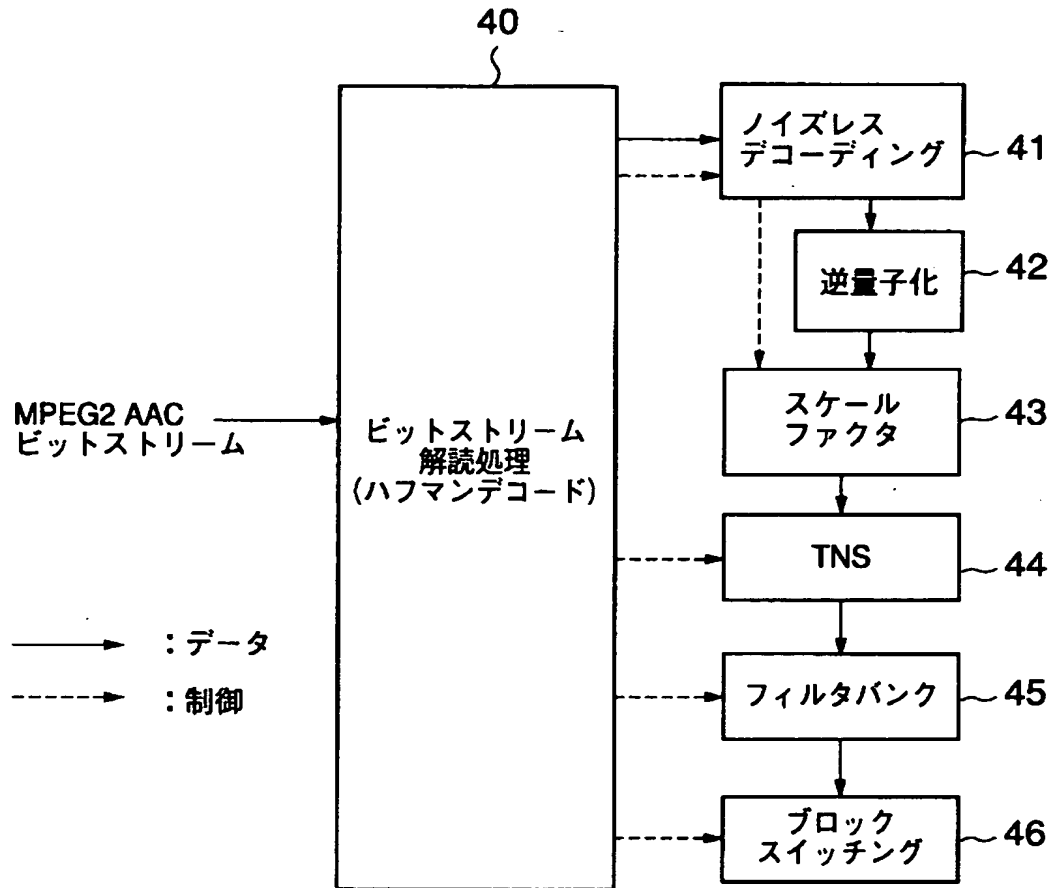 40
ノイズレス
デコーディング
41
逆量子化
42
MPEG2 AAC
ビットストリーム
ビットストリーム
解読処理
(ハフマンデコード)
スケール
ファクタ
43
TNS
44
:データ
:制御
フィルタバンク
45
ブロック
スイッチング
46